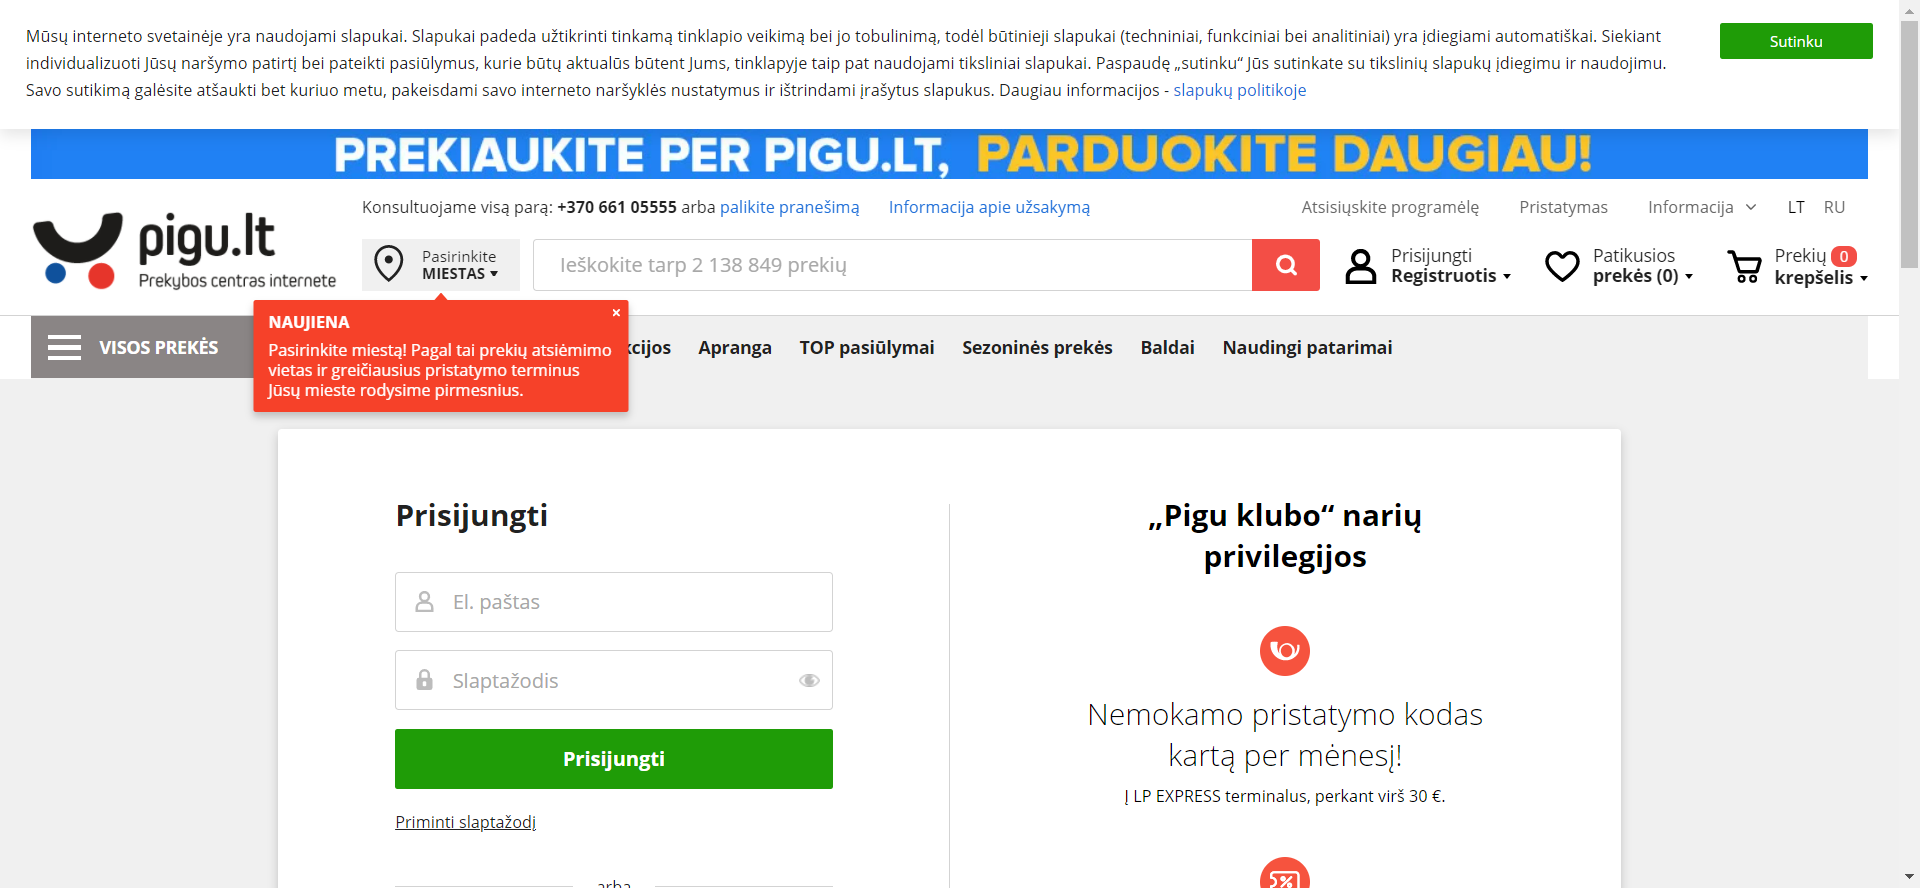 Mūsų interneto svetainėje yra naudojami slapukai. Slapukai padeda užtikrinti tinkamą tinklapio veikimą bei jo tobulinimą, todėl būtinieji slapukai (techniniai, funkciniai bei analitiniai) yra įdiegiami automatiškai. Siekiant
individualizuoti Jūsų naršymo patirtį bei pateikti pasiūlymus, kurie būtų aktualūs būtent Jums, tinklapyje taip pat naudojami tiksliniai slapukai. Paspaudę „sutinku“ Jūs sutinkate su tikslinių slapukų įdiegimu ir naudojimu.
Savo sutikimą galėsite atšaukti bet kuriuo metu, pakeisdami savo interneto naršyklės nustatymus ir ištrindami įrašytus slapukus. Daugiau informacijos - slapukų politikoje
Sutinku
PREKIAUKITE PER PIGU.LT, PARDUOKITE DAUGIAU!
pigu.lt
Prekybos centras internete
Konsultuojame visą parą: +370 661 05555 arba palikite pranešimą
Informacija apie užsakymą
Atsisiųskite programėlę
Pristatymas
Informacija
LT
RU
Pasirinkite
MIESTAS
Ieškokite tarp 2 138 849 prekių
Prisijungti
Registruotis
Patikusios
prekės (0)
Prekių 0
krepšelis
NAUJIENA
×
Pasirinkite miestą! Pagal tai prekių atsiėmimo
vietas ir greičiausius pristatymo terminus
Jūsų mieste rodysime pirmesnius.
VISOS PREKĖS
kcijos
Apranga
TOP pasiūlymai
Sezoninės prekės
Baldai
Naudingi patarimai
Prisijungti
El. paštas
Slaptažodis
Prisijungti
Priminti slaptažodį
arba
„Pigu klubo“ narių
privilegijos
Nemokamo pristatymo kodas
kartą per mėnesį!
Į LP EXPRESS terminalus, perkant virš 30 €.
%